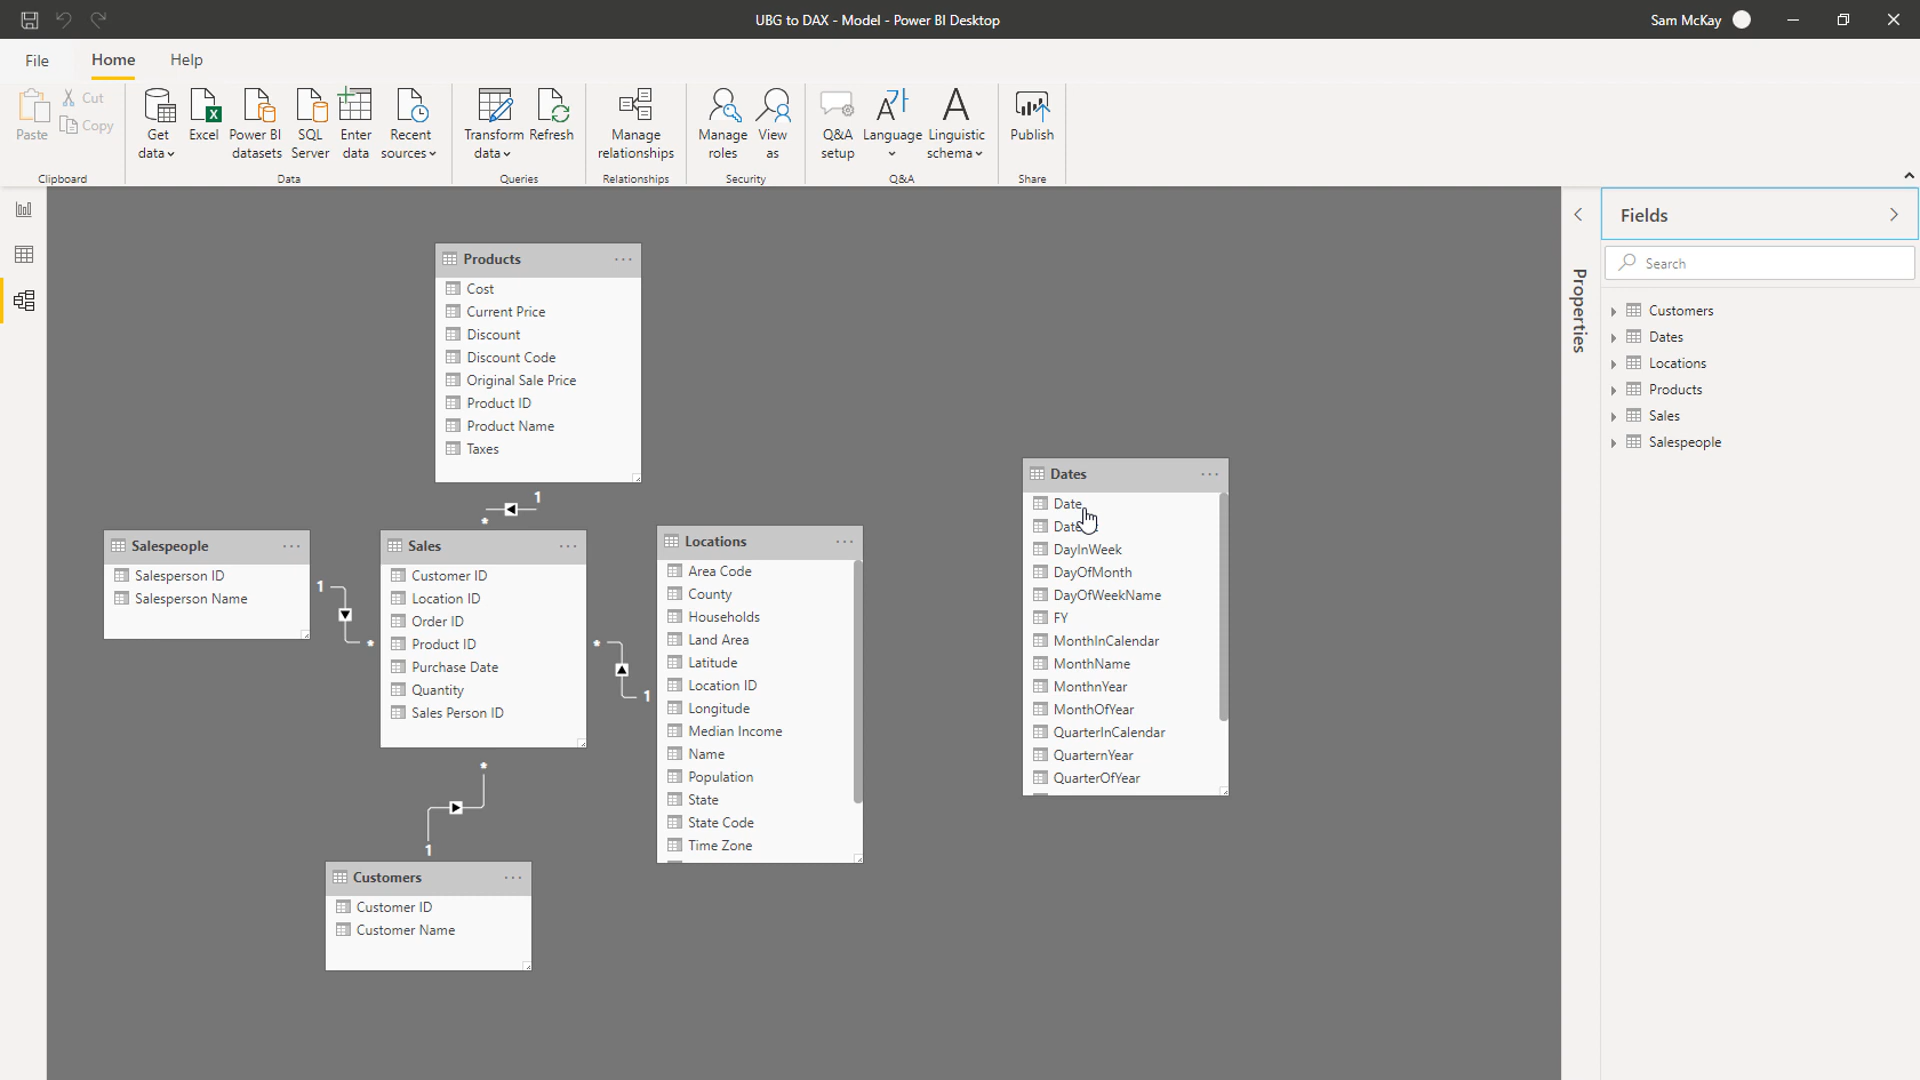 UBG to DAX - Model - Power BI Desktop
Sam McKay
File
Home
Help
Paste
Cut
Copy
Clipboard
Get
data
Excel
Power BI
datasets
SQL
Server
Enter
data
Recent
sources
Data
Transform
data
Refresh
Queries
Manage
relationships
Relationships
Manage
roles
View
as
Security
Q&A
setup
Language
Linguistic
schema
Q&A
Publish
Share
Products
Cost
Current Price
Discount
Discount Code
Original Sale Price
Product ID
Product Name
Taxes
1
*
Salespeople
Salesperson ID
Salesperson Name
1
*
Sales
Customer ID
Location ID
Order ID
Product ID
Purchase Date
Quantity
Sales Person ID
*
1
Locations
Area Code
County
Households
Land Area
Latitude
Location ID
Longitude
Median Income
Name
Population
State
State Code
Time Zone
*
1
Customers
Customer ID
Customer Name
Dates
Date
DayInWeek
DayOfMonth
DayOfWeekName
FY
MonthInCalendar
MonthName
MonthnYear
MonthOfYear
QuarterInCalendar
QuarternYear
QuarterOfYear
Properties
Fields
Search
Customers
Dates
Locations
Products
Sales
Salespeople